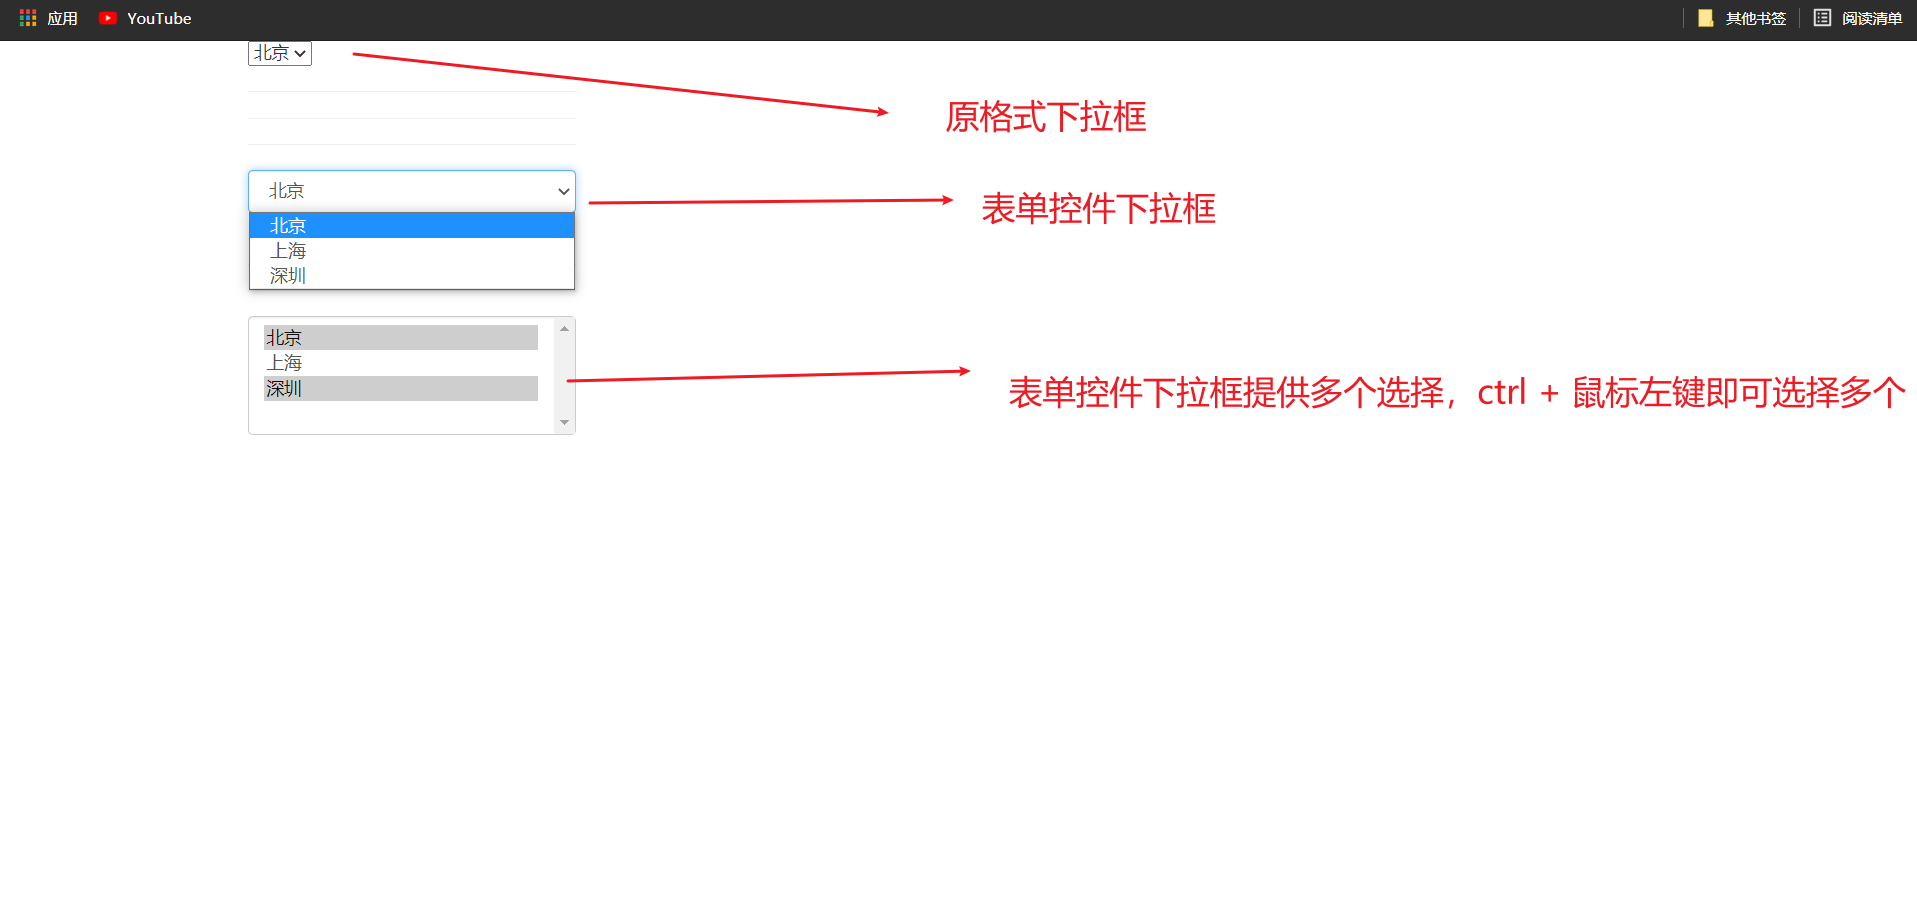 应用 YouTube 其他书签 阅读清单
北京
原格式下拉框
北京
表单控件下拉框
北京
上海
深圳
北京
上海
深圳
表单控件下拉框提供多个选择，ctrl + 鼠标左键即可选择多个